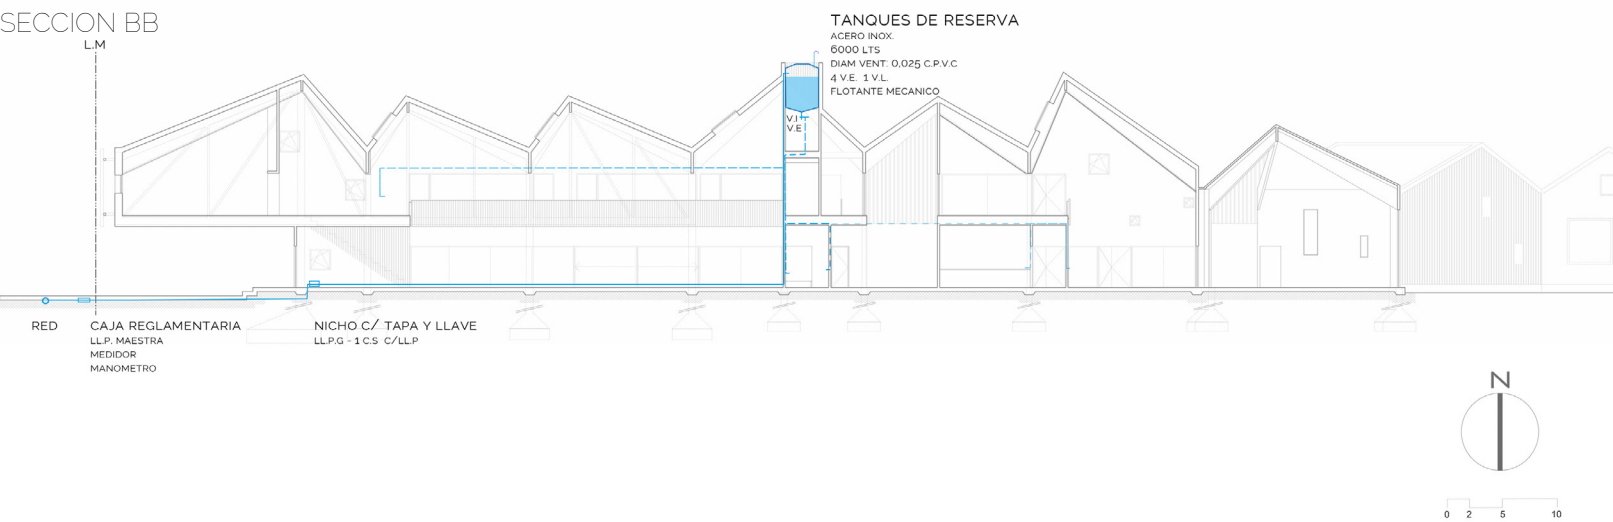 SECCION BB
L.M
TANQUES DE RESERVA
ACERO INOX.
6000 LTS
DIAM VENT: 0,025 C.P.V.C
4 V.E. 1 V.L.
FLOTANTE MECANICO
V.I
V.E
RED
CAJA REGLAMENTARIA
LL.P. MAESTRA
MEDIDOR
MANOMETRO
NICHO C/ TAPA Y LLAVE
LL.P.G - 1 C.S C/LL.P
N
0 2 5 10